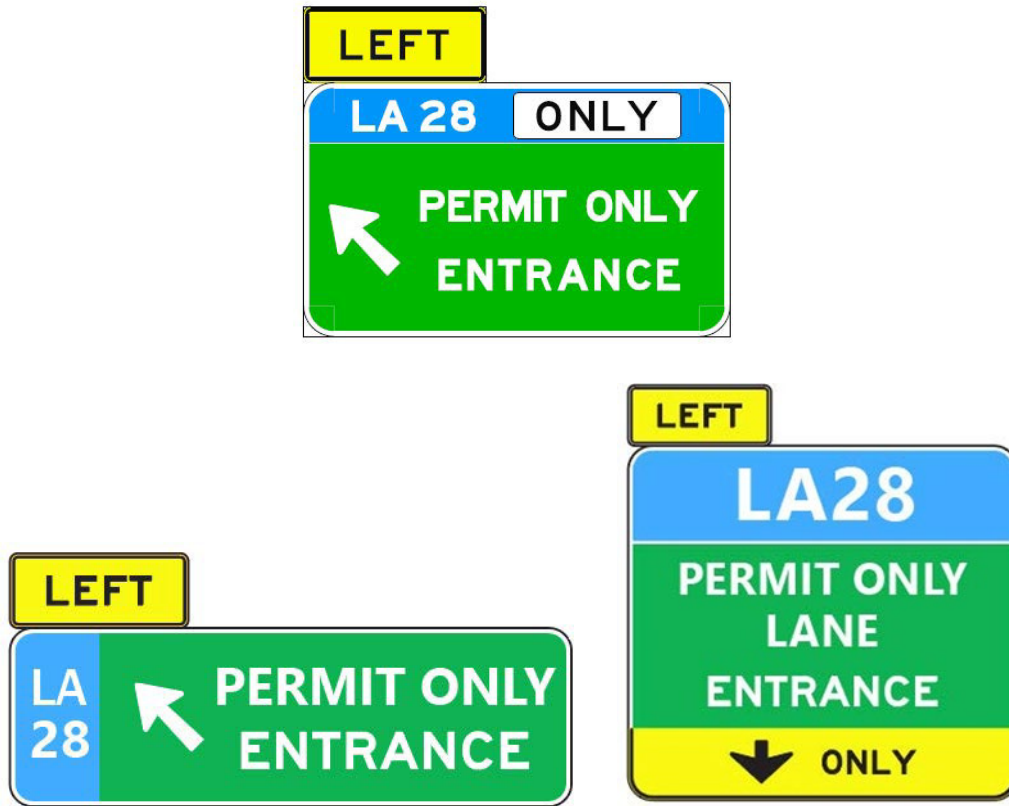 LEFT
LA 28 ONLY
PERMIT ONLY
ENTRANCE
LEFT
LA
28
PERMIT ONLY
ENTRANCE
LEFT
LA28
PERMIT ONLY
LANE
ENTRANCE
ONLY